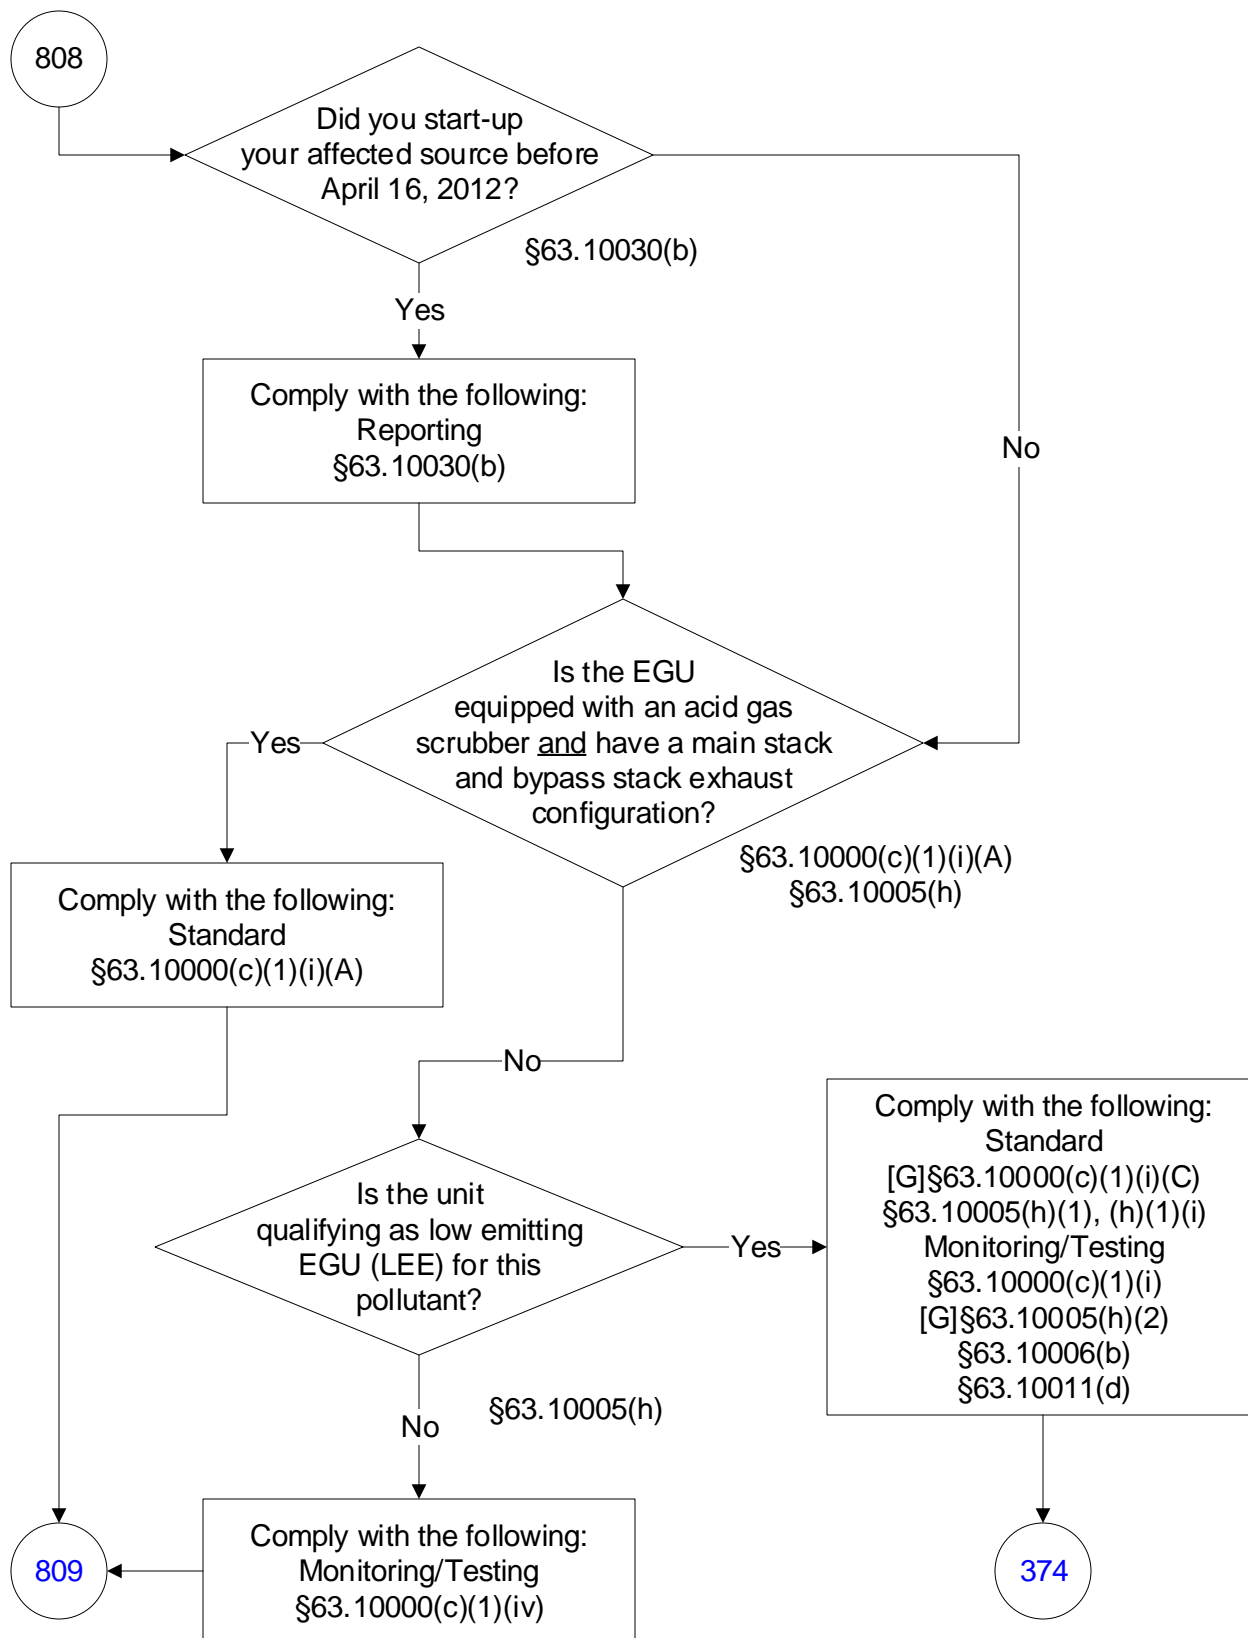 808
Did you start-up
your affected source before
April 16, 2012?
§63.10030(b)
Yes
Comply with the following:
Reporting
§63.10030(b)
No
Is the EGU
equipped with an acid gas
scrubber and have a main stack
and bypass stack exhaust
configuration?
Yes
§63.10000(c)(1)(i)(A)
§63.10005(h)
Comply with the following:
Standard
§63.10000(c)(1)(i)(A)
No
Is the unit
qualifying as low emitting
EGU (LEE) for this
pollutant?
Yes
Comply with the following:
Standard
[G]§63.10000(c)(1)(i)(C)
§63.10005(h)(1), (h)(1)(i)
Monitoring/Testing
§63.10000(c)(1)(i)
[G]§63.10005(h)(2)
§63.10006(b)
§63.10011(d)
§63.10005(h)
No
Comply with the following:
Monitoring/Testing
§63.10000(c)(1)(iv)
809
374